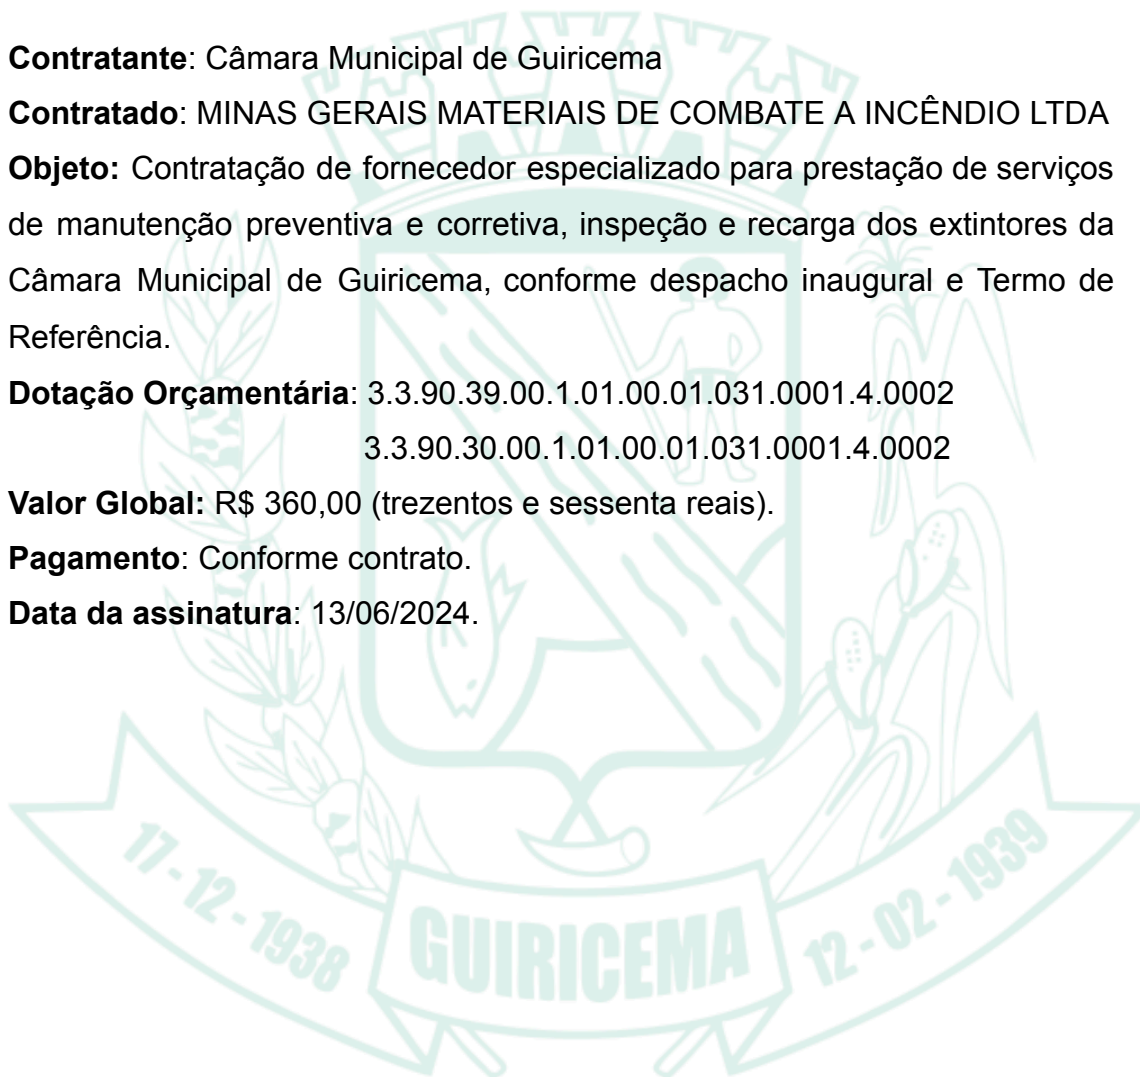 Contratante: Câmara Municipal de Guiricema
Contratado: MINAS GERAIS MATERIAIS DE COMBATE A INCÊNDIO LTDA
Objeto: Contratação de fornecedor especializado para prestação de serviços
de manutenção preventiva e corretiva, inspeção e recarga dos extintores da
Câmara Municipal de Guiricema, conforme despacho inaugural e Termo de
Referência.
Dotação Orçamentária: 3.3.90.39.00.1.01.00.01.031.0001.4.0002
3.3.90.30.00.1.01.00.01.031.0001.4.0002
Valor Global: R$ 360,00 (trezentos e sessenta reais).
Pagamento: Conforme contrato.
Data da assinatura: 13/06/2024.
17-12-1938
GUIRICEMA
12-02-1939